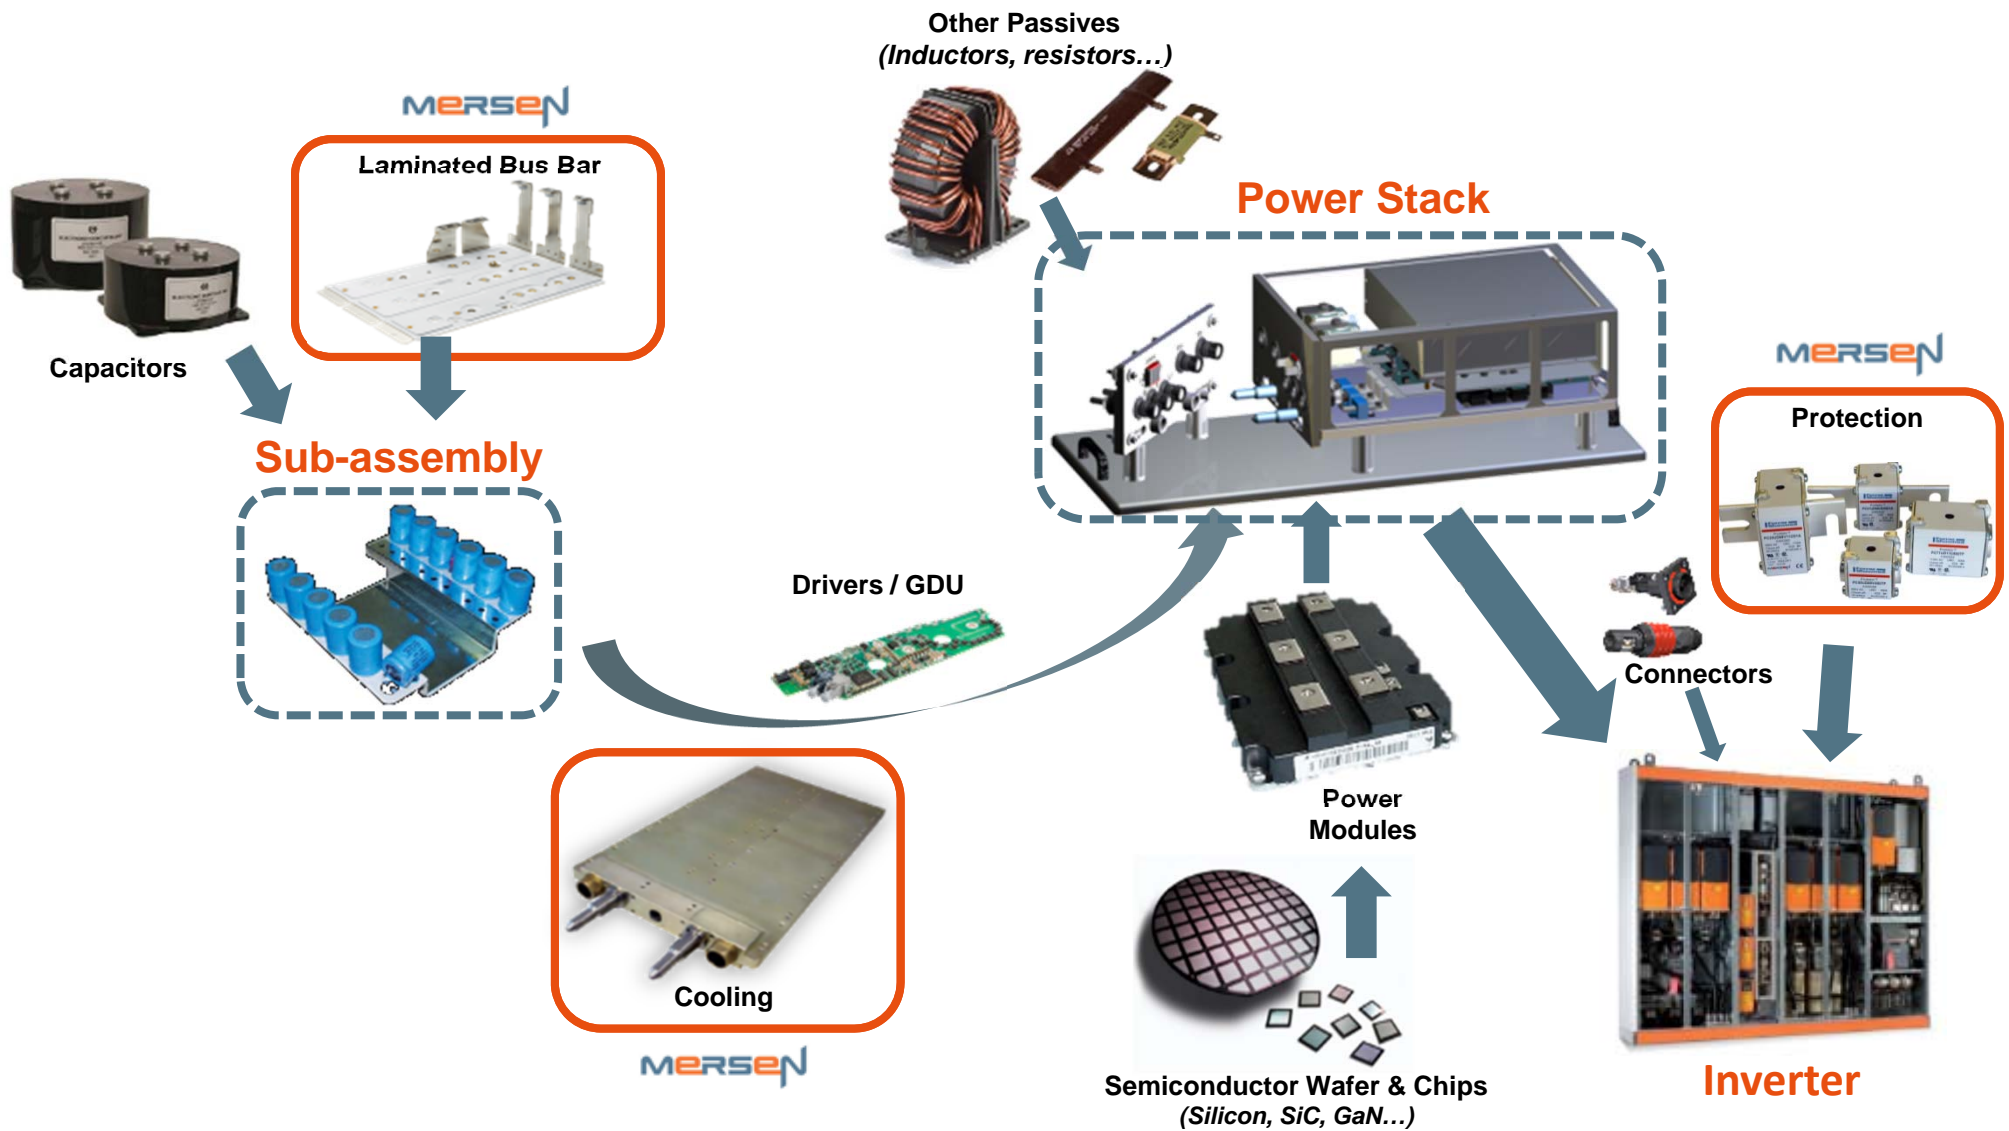 Other Passives
(Inductors, resistors…)
MERSEN
Laminated Bus Bar
Capacitors
Power Stack
MERSEN
Protection
Sub-assembly
Drivers / GDU
Connectors
Power
Modules
Cooling
MERSEN
Semiconductor Wafer & Chips
(Silicon, SiC, GaN…)
Inverter